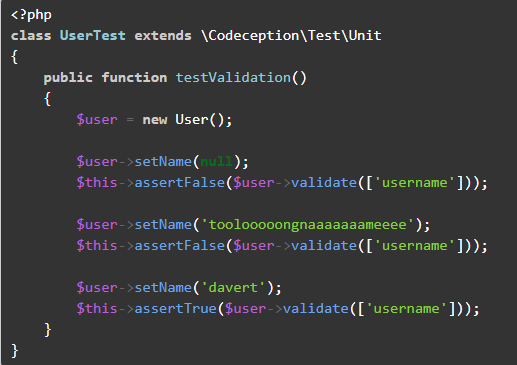 <?php
class UserTest extends \Codeception\Test\Unit
{
    public function testValidation()
    {
        $user = new User();

        $user->setName(null);
        $this->assertFalse($user->validate(['username']));

        $user->setName('toolooooongnaaaaaaameeee');
        $this->assertFalse($user->validate(['username']));

        $user->setName('davert');
        $this->assertTrue($user->validate(['username']));
    }
}